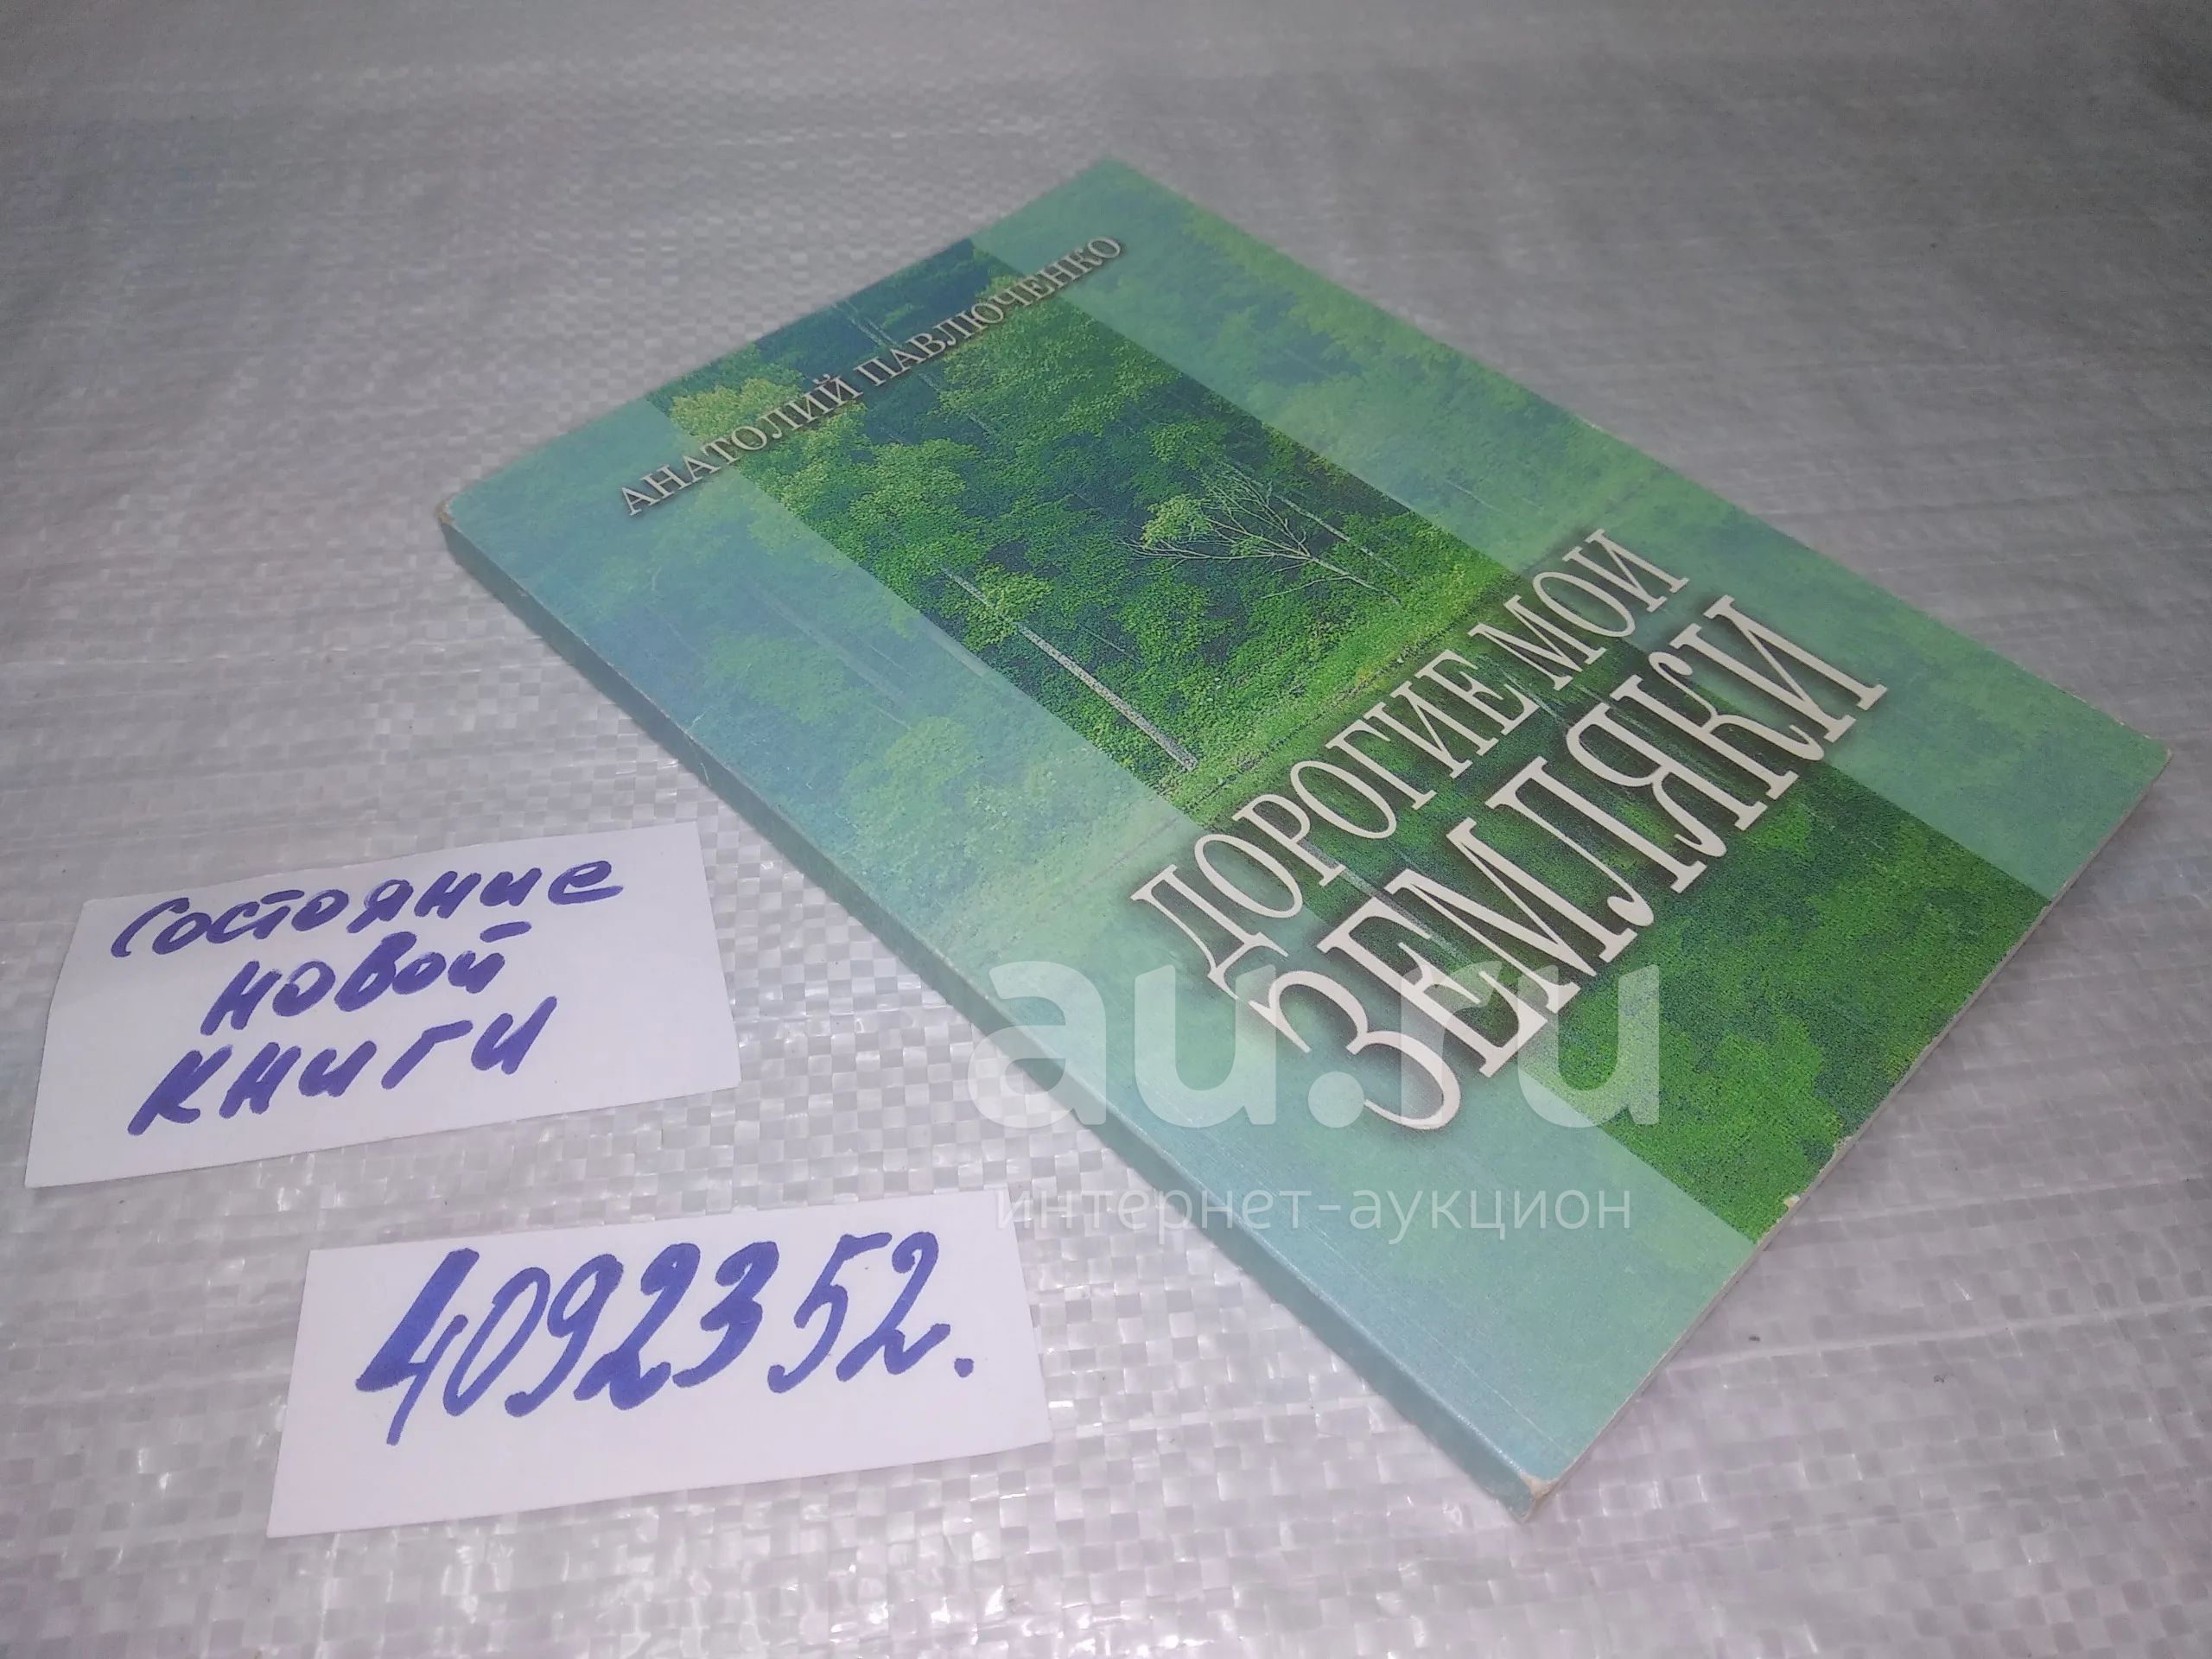 АНАТОЛИЙ ПАВЛЮЧЕНКО
ДОРОГИЕ МОИ
ЗЕМЛЯКИ
Состояние
новой
книги
4092352.
au.ru
интернет-аукцион